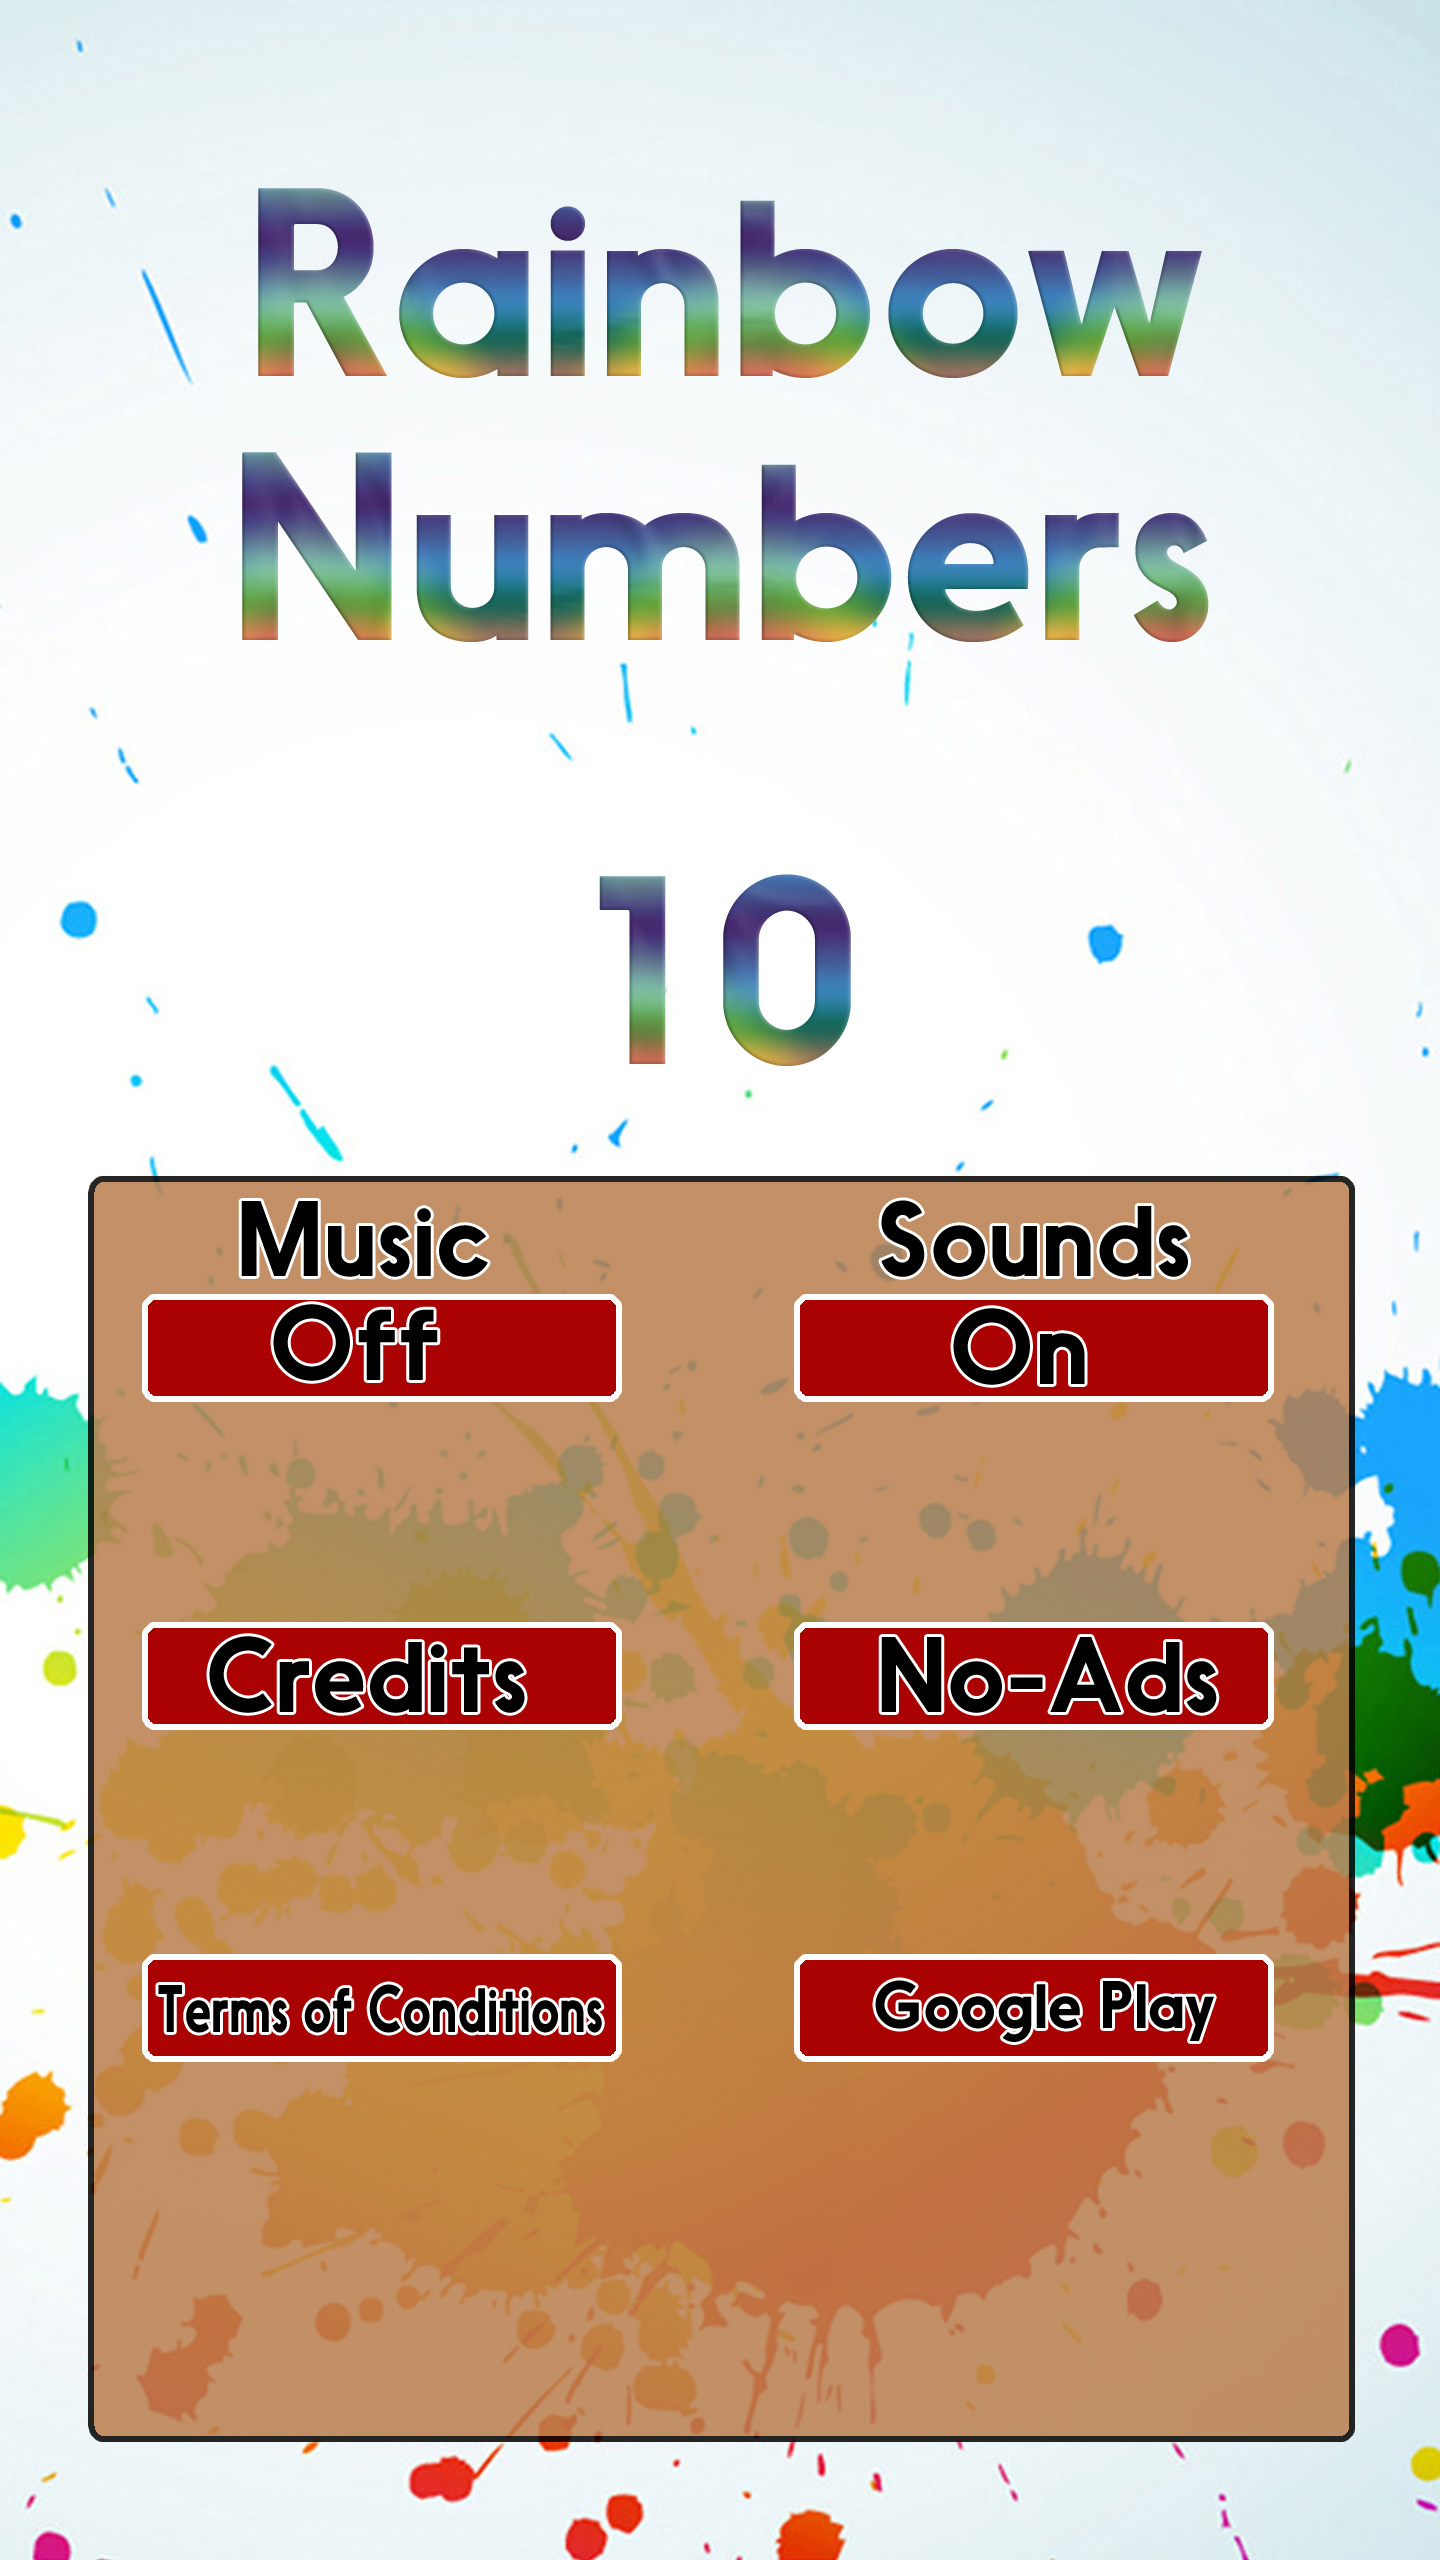 Rainbow
Numbers
10
Music
Sounds
Off
On
Credits
No-Ads
Terms of Conditions
Google Play